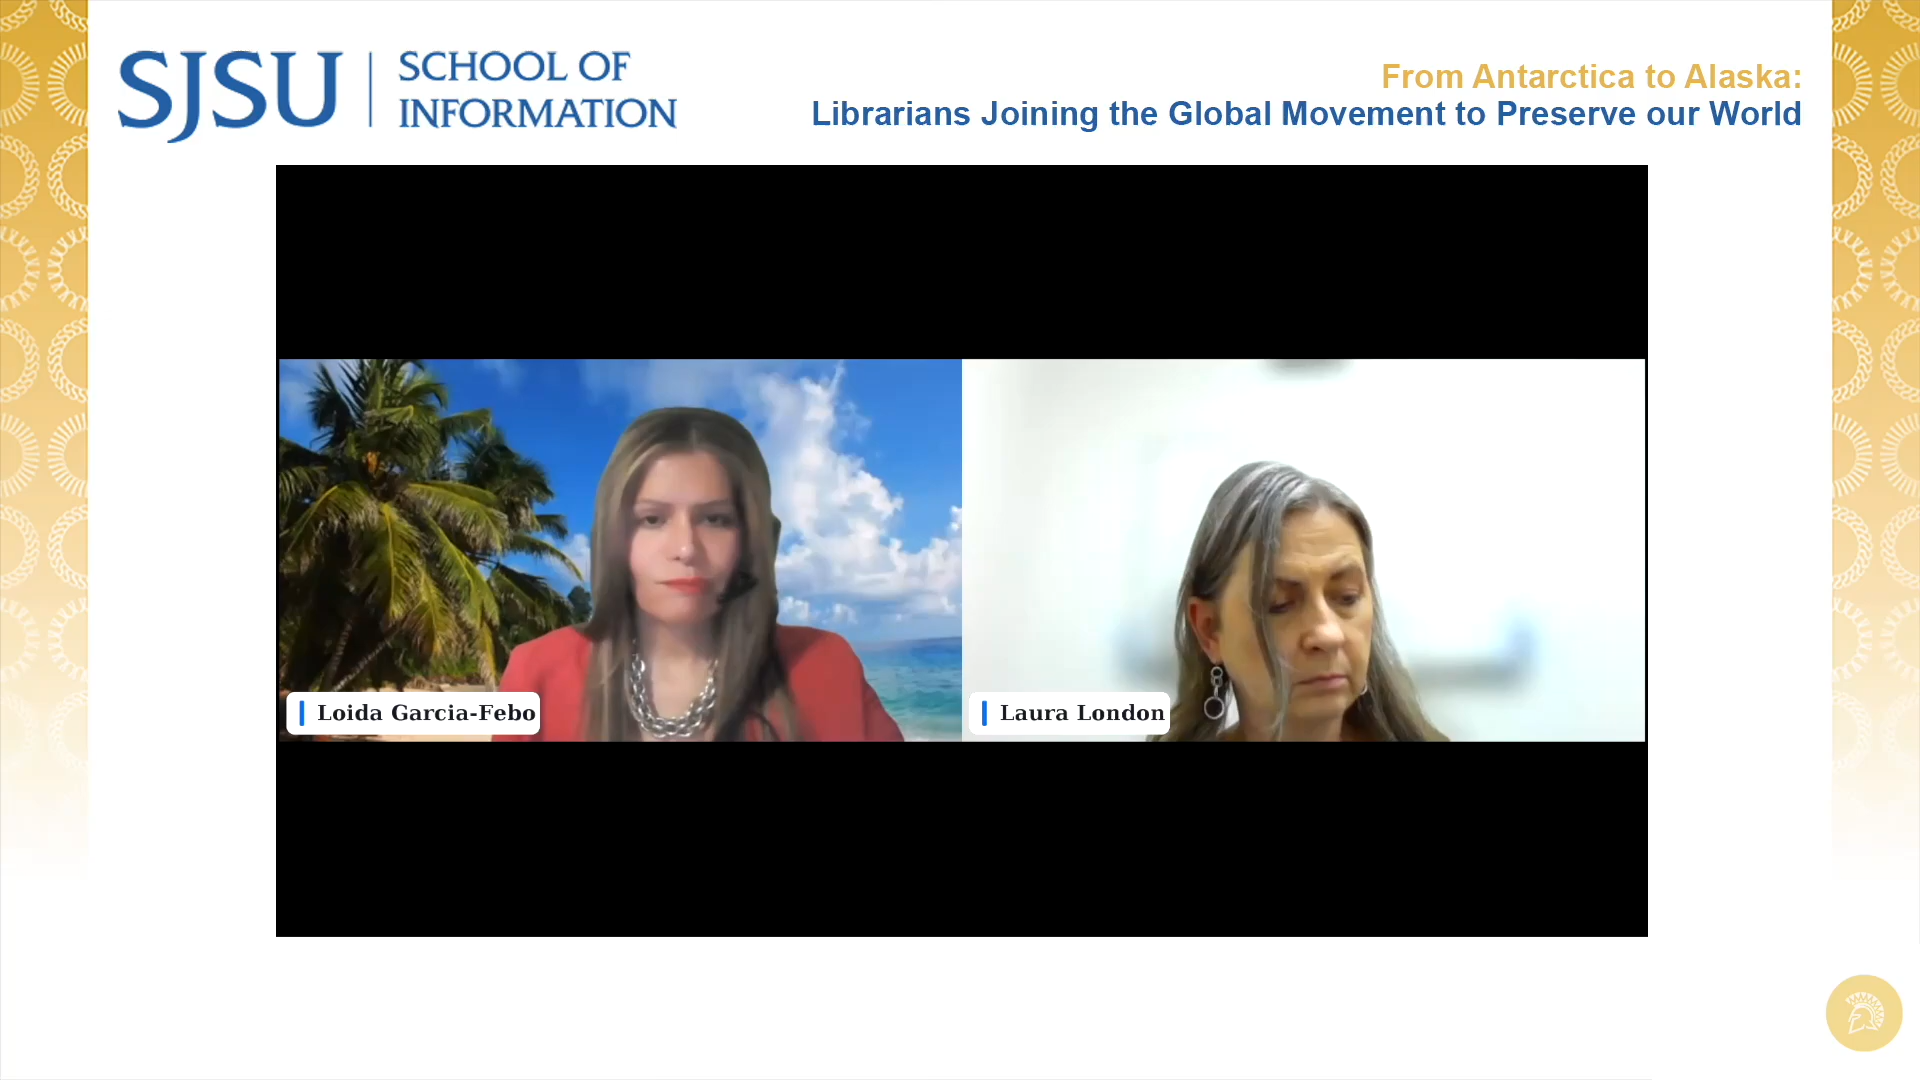 SJSU
SCHOOL OF
INFORMATION
From Antarctica to Alaska:
Librarians Joining the Global Movement to Preserve our World
Loida Garcia-Febo
Laura London